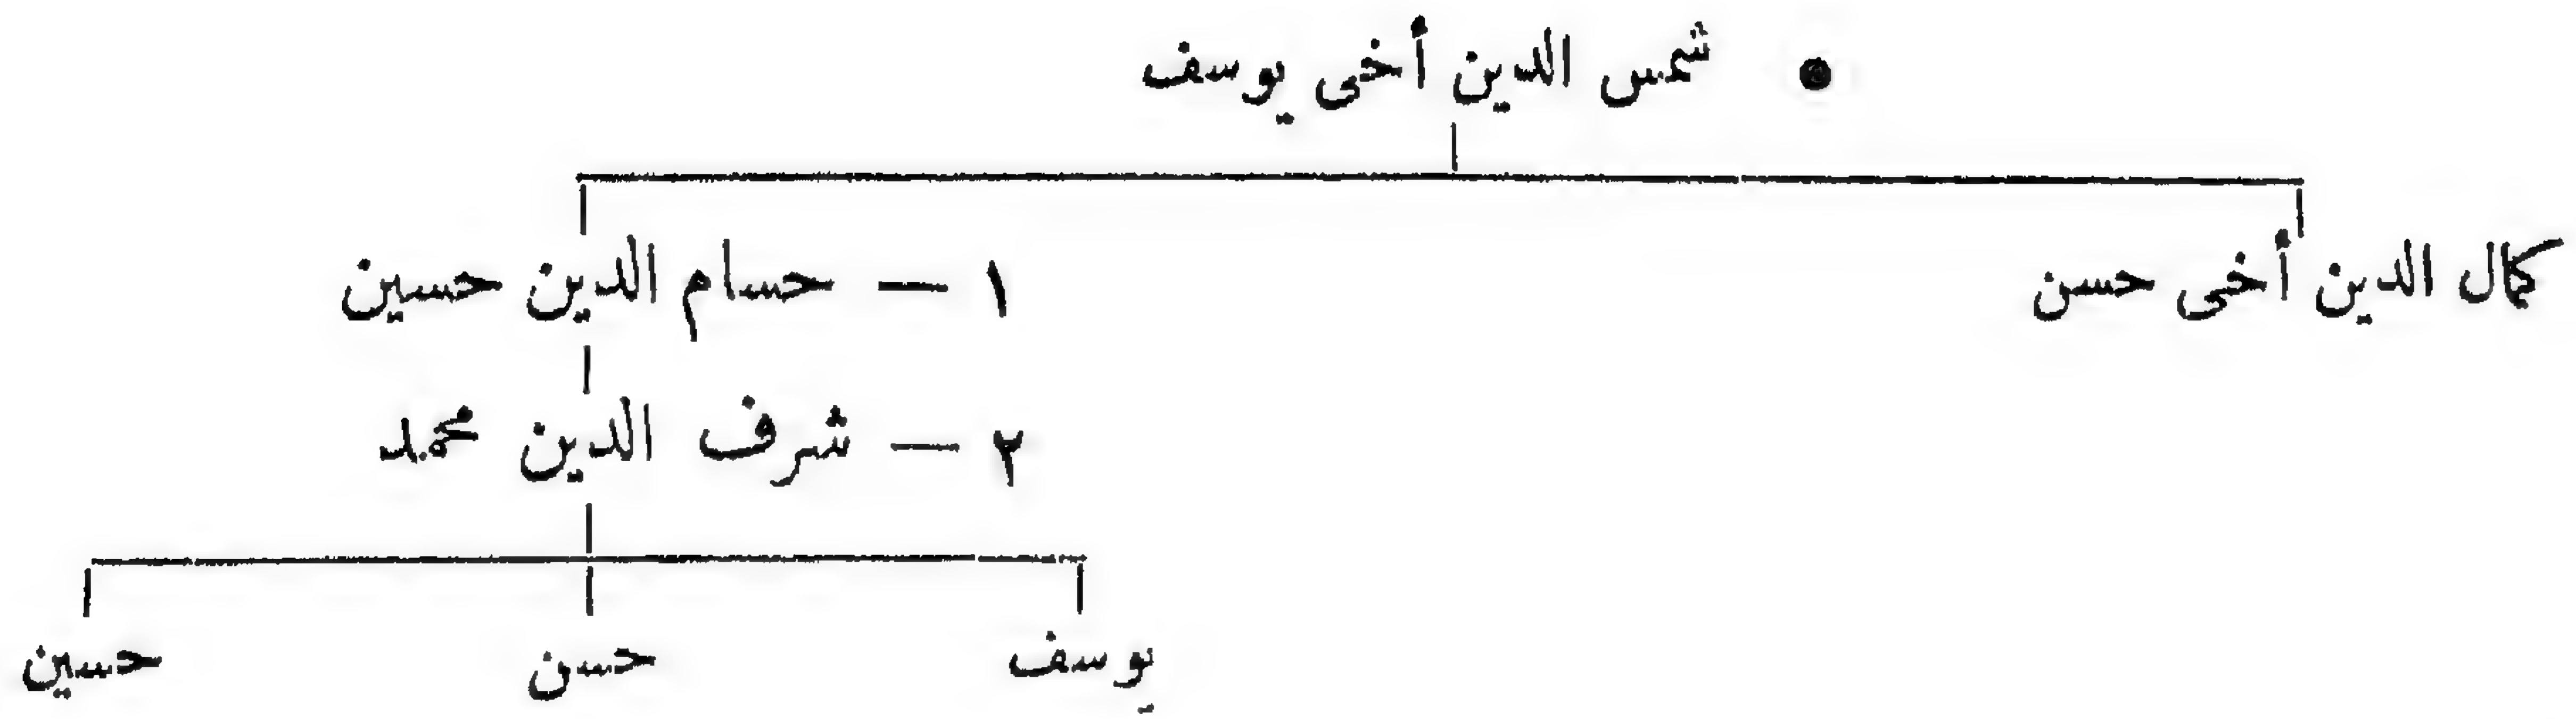 • شمس الدين أخى يوسف
كمال الدين أخى حسن
١ — حسام الدين حسين
٢ — شرف الدين محمد
يوسف
حسن
حسين